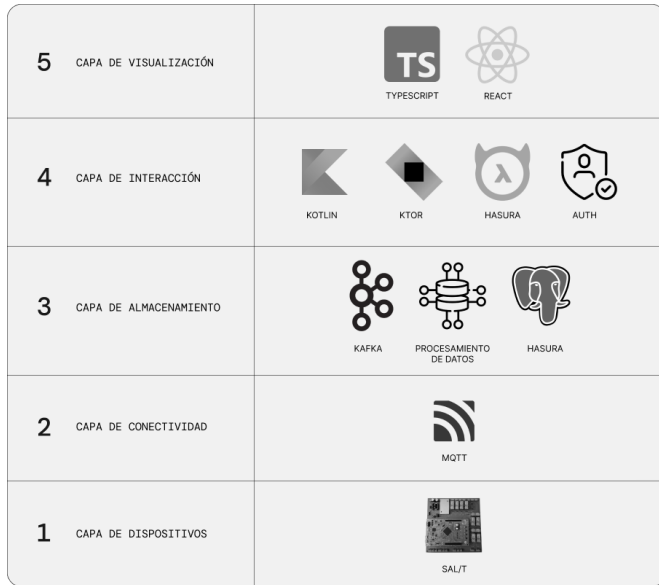 5 CAPA DE VISUALIZACIÓN
TS
TYPESCRIPT REACT
4 CAPA DE INTERACCIÓN
λ
KOTLIN KTOR HASURA AUTH
3 CAPA DE ALMACENAMIENTO
KAFKA PROCESAMIENTO DE DATOS HASURA
2 CAPA DE CONECTIVIDAD
MQTT
1 CAPA DE DISPOSITIVOS
SAL/T